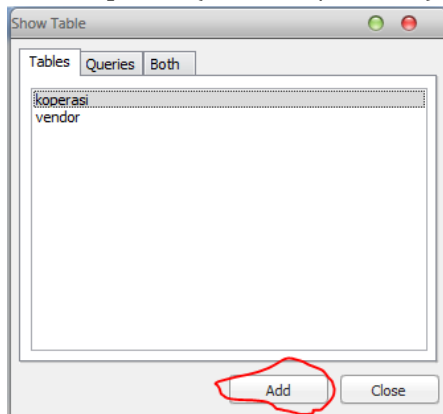 Show Table
Tables Queries Both
koperasi
vendor
Add Close